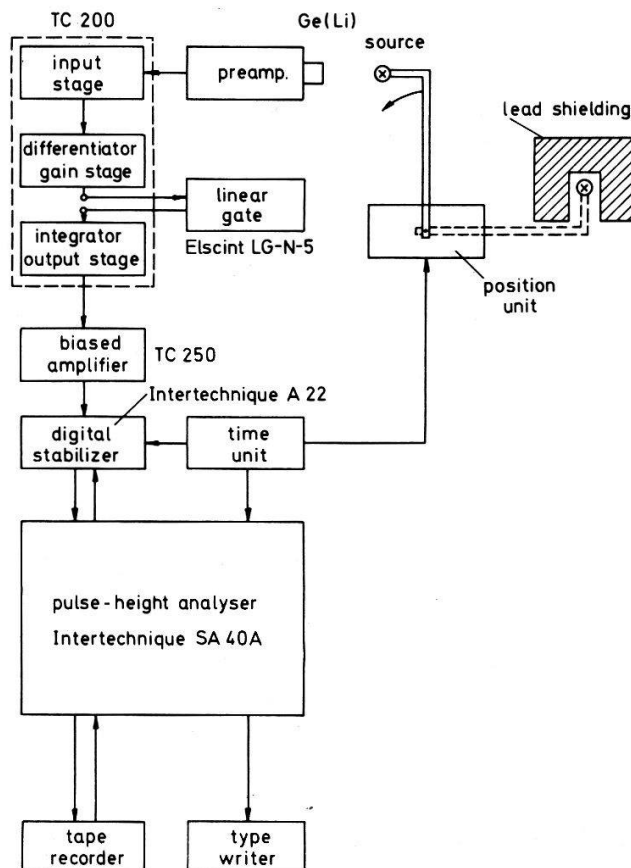 TC 200
Ge(Li)
input
stage
preamp.
source
lead shielding
differentiator
gain stage
linear
gate
integrator
output stage
Elscint LG-N-5
position
unit
biased
amplifier
TC 250
Intertechnique A 22
digital
stabilizer
time
unit
pulse-height analyser
Intertechnique SA 40A
tape
recorder
type
writer